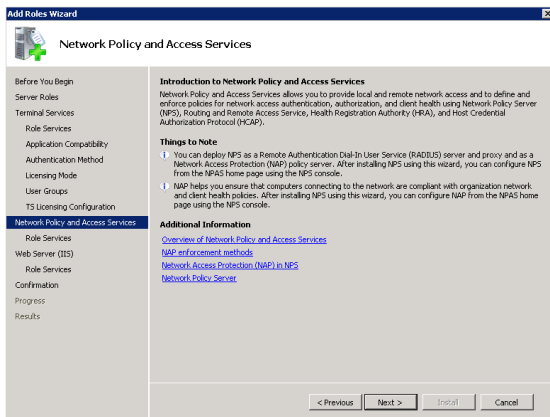 Add Roles Wizard
Network Policy and Access Services
Before You Begin
Server Roles
Terminal Services
Role Services
Application Compatibility
Authentication Method
Licensing Mode
User Groups
TS Licensing Configuration
Network Policy and Access Services
Role Services
Web Server (IIS)
Role Services
Confirmation
Progress
Results
Introduction to Network Policy and Access Services
Network Policy and Access Services allows you to provide local and remote network access and to define and
enforce policies for network access authentication, authorization, and client health using Network Policy Server
(NPS), Routing and Remote Access Service, Health Registration Authority (HRA), and Host Credential
Authorization Protocol (HCAP).
Things to Note
You can deploy NPS as a Remote Authentication Dial-In User Service (RADIUS) server and proxy and as a
Network Access Protection (NAP) policy server. After installing NPS using this wizard, you can configure NPS
from the NPAS home page using the NPS console.
NAP helps you ensure that computers connecting to the network are compliant with organization network
and client health policies. After installing NPS using this wizard, you can configure NAP from the NPAS home
page using the NPS console.
Additional Information
Overview of Network Policy and Access Services
NAP enforcement methods
Network Access Protection (NAP) in NPS
Network Policy Server
< Previous Next > Install Cancel